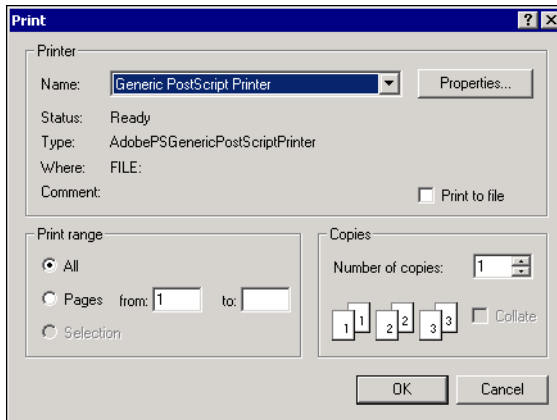 Print
Printer
Name: Generic PostScript Printer Properties...
Status: Ready
Type: AdobePSGenericPostScriptPrinter
Where: FILE:
Comment: Print to file
Print range Copies
All Number of copies: 1
Pages from: 1 to:
Selection
1 1 2 2 3 3 Collate
OK Cancel